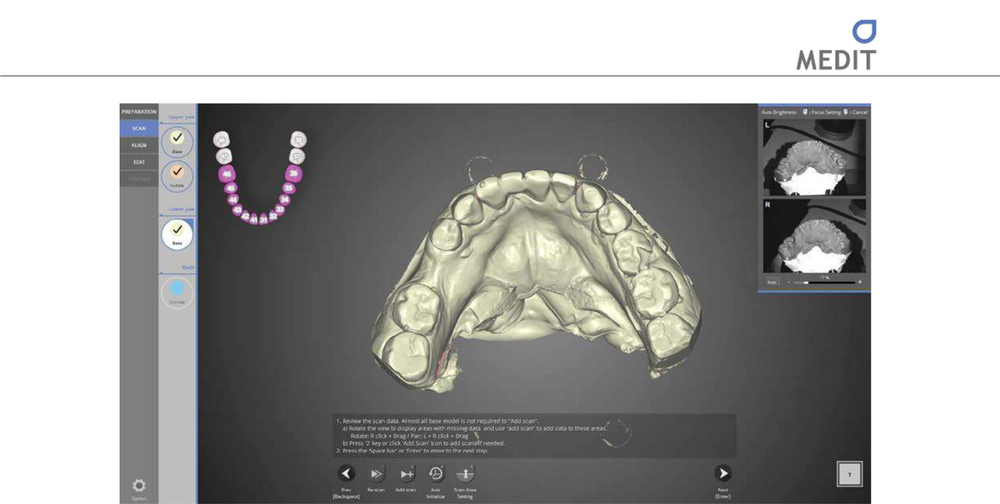 MEDIT
PREPARATION
SCAN
ALIGN
EDIT
CONFIRM
Option
Upper jaw
Base
Multi-die
Lower jaw
Base
Both
Occlusion
46
45
44
43
42
41
31
32
33
34
35
36
Auto Brightness : Focus Setting : Cancel
L
R
Auto - 17 % +
1. Review the scan data. Almost all base model is not required to "Add scan".
a) Rotate the view to display areas with missing data and use "add scan" to add data to these areas.
Rotate: R click + Drag / Pan: L + R click + Drag
b) Press '2' key or click 'Add Scan' icon to add scans if needed.
2. Press the 'Space bar' or 'Enter' to move to the next step.
Prev
[Backspace]
Re-scan
Add scan
Axis
Initialize
Scan Area
Setting
Next
[Enter]
T